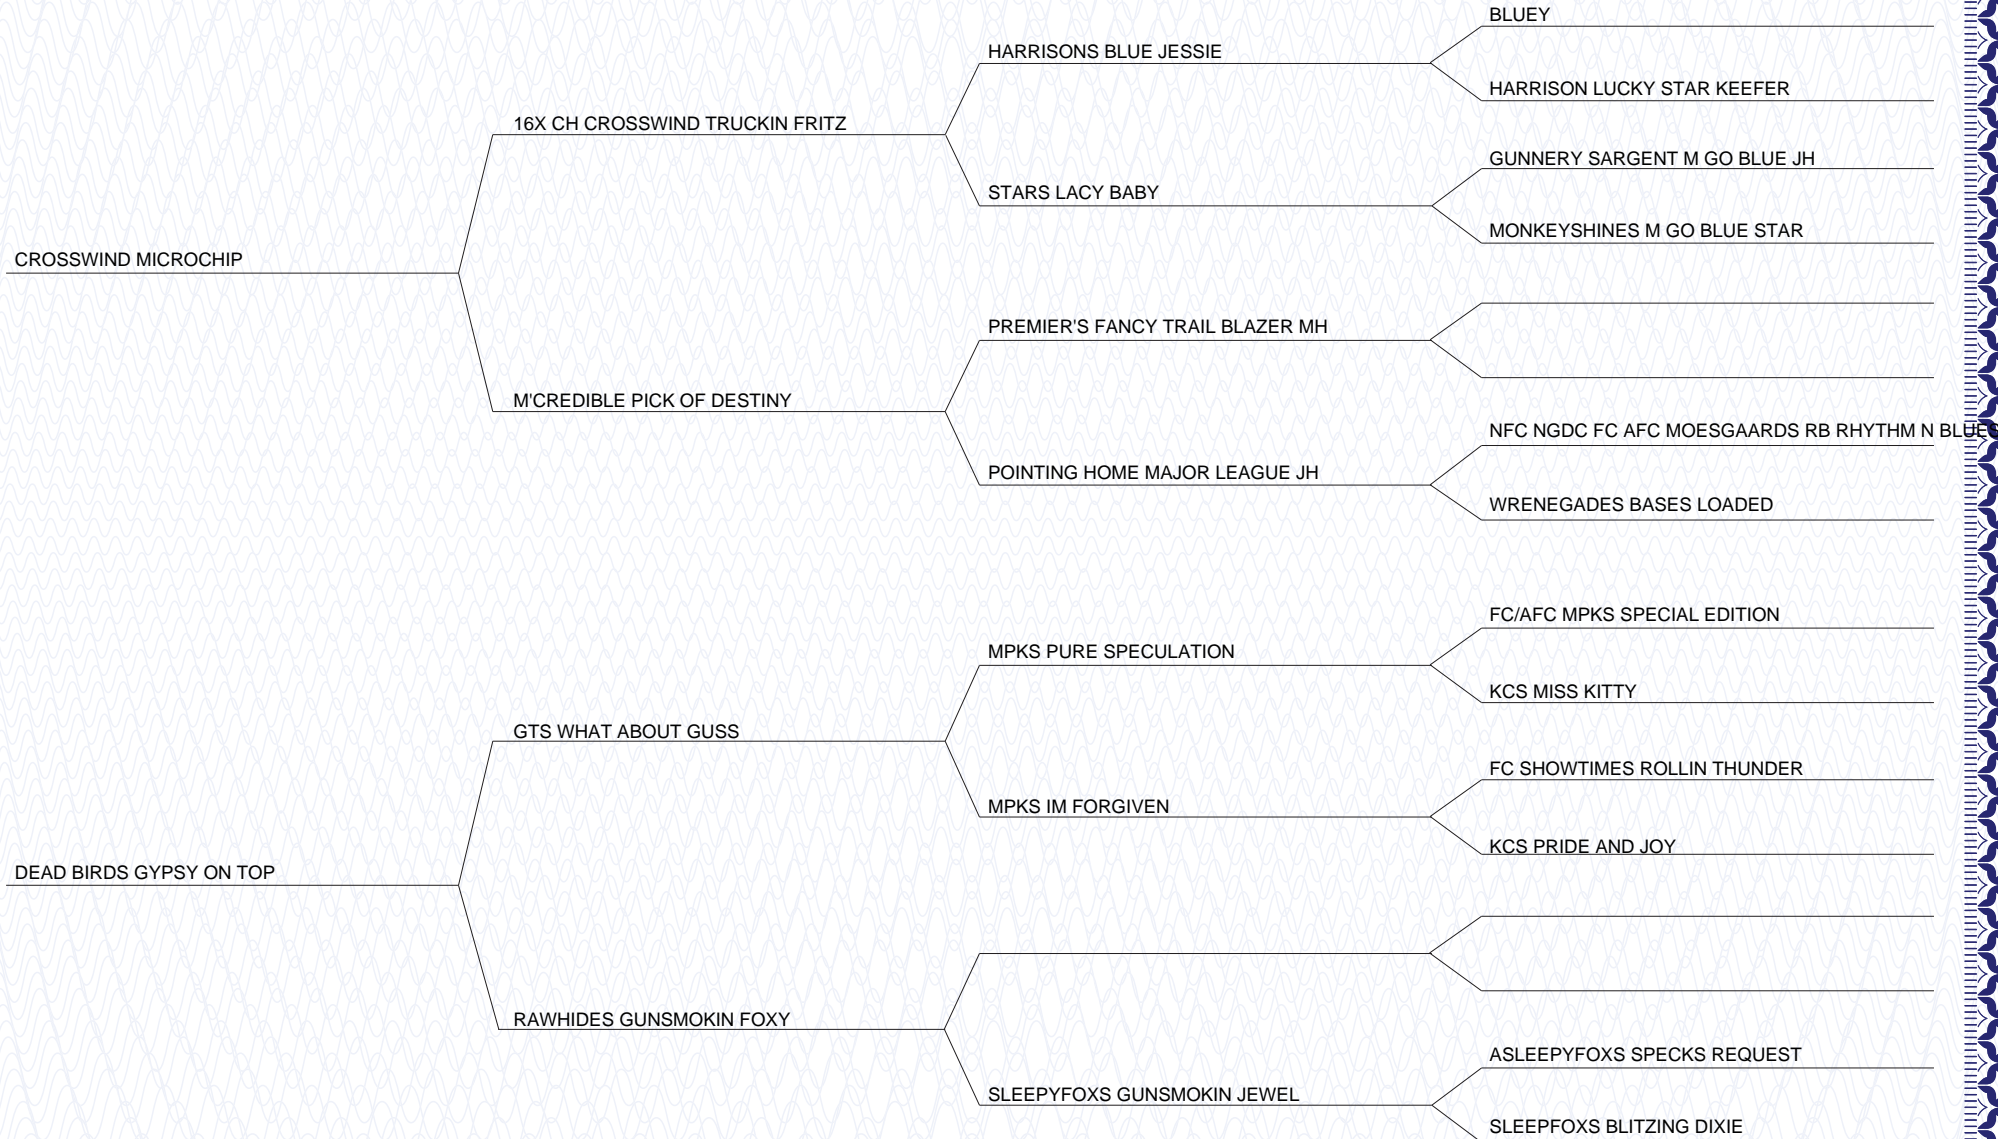 BLUEY
HARRISONS BLUE JESSIE
HARRISON LUCKY STAR KEEFER
16X CH CROSSWIND TRUCKIN FRITZ
GUNNERY SARGENT M GO BLUE JH
STARS LACY BABY
MONKEYSHINES M GO BLUE STAR
CROSSWIND MICROCHIP
PREMIER'S FANCY TRAIL BLAZER MH
M'CREDIBLE PICK OF DESTINY
NFC NGDC FC AFC MOESGAARDS RB RHYTHM N BLUES
POINTING HOME MAJOR LEAGUE JH
WRENEGADES BASES LOADED
FC/AFC MPKS SPECIAL EDITION
MPKS PURE SPECULATION
KCS MISS KITTY
GTS WHAT ABOUT GUSS
FC SHOWTIMES ROLLIN THUNDER
MPKS IM FORGIVEN
KCS PRIDE AND JOY
DEAD BIRDS GYPSY ON TOP
RAWHIDES GUNSMOKIN FOXY
ASLEEPYFOXS SPECKS REQUEST
SLEEPYFOXS GUNSMOKIN JEWEL
SLEEPFOXS BLITZING DIXIE